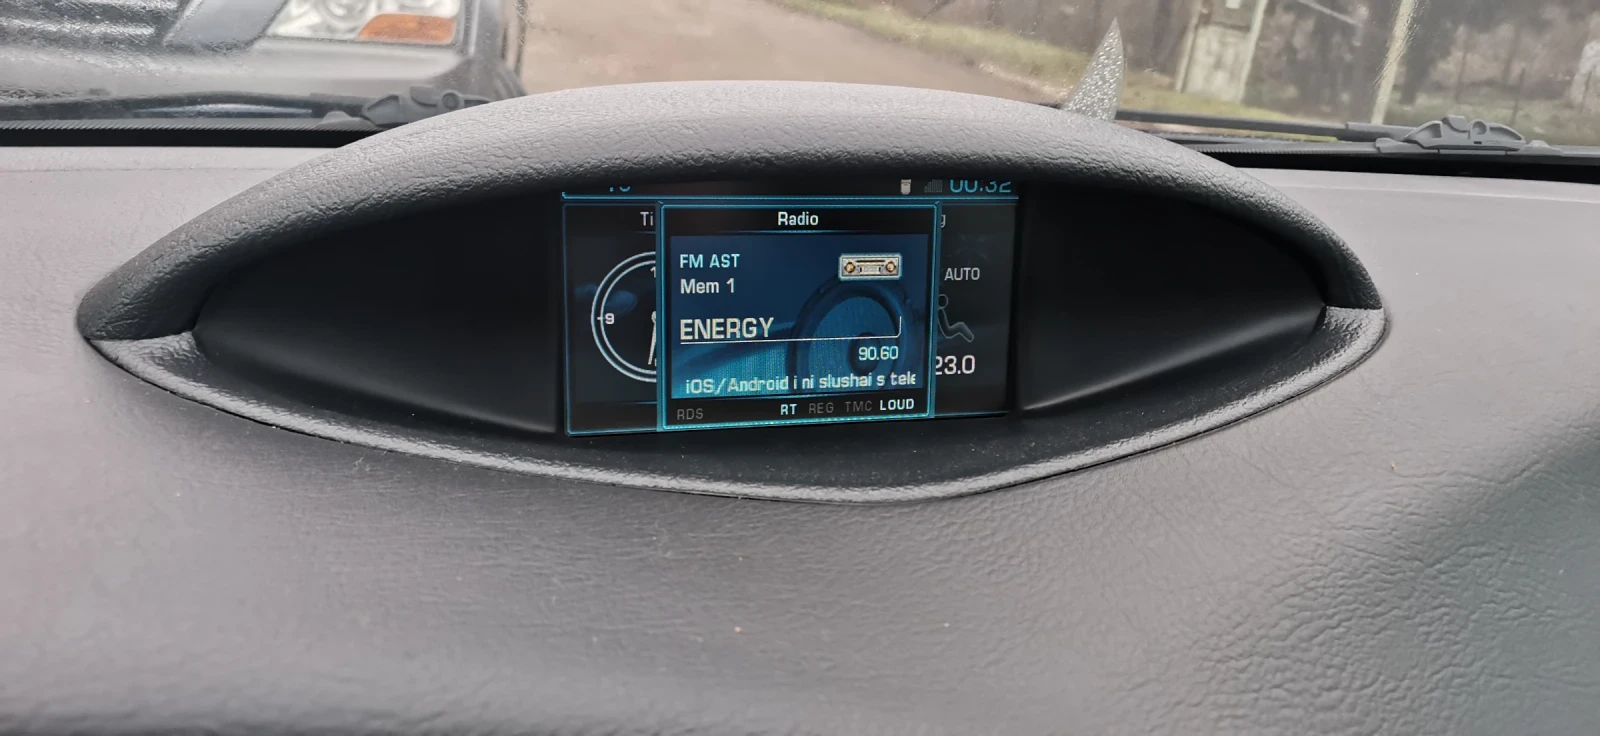 00:32
Ti
Radio
FM AST
Mem 1
AUTO
9
ENERGY
90.60
23.0
iOS/Android i ni slushai s tele
RDS RT REG TMC LOUD